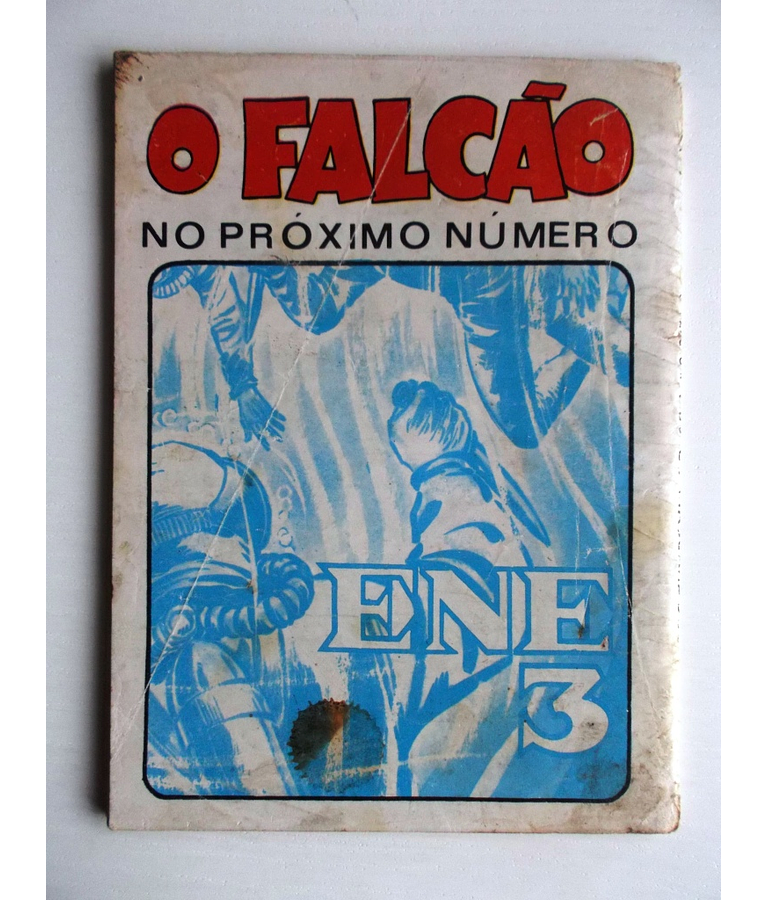 O FALCÃO
NO PRÓXIMO NÚMERO
ENE
3